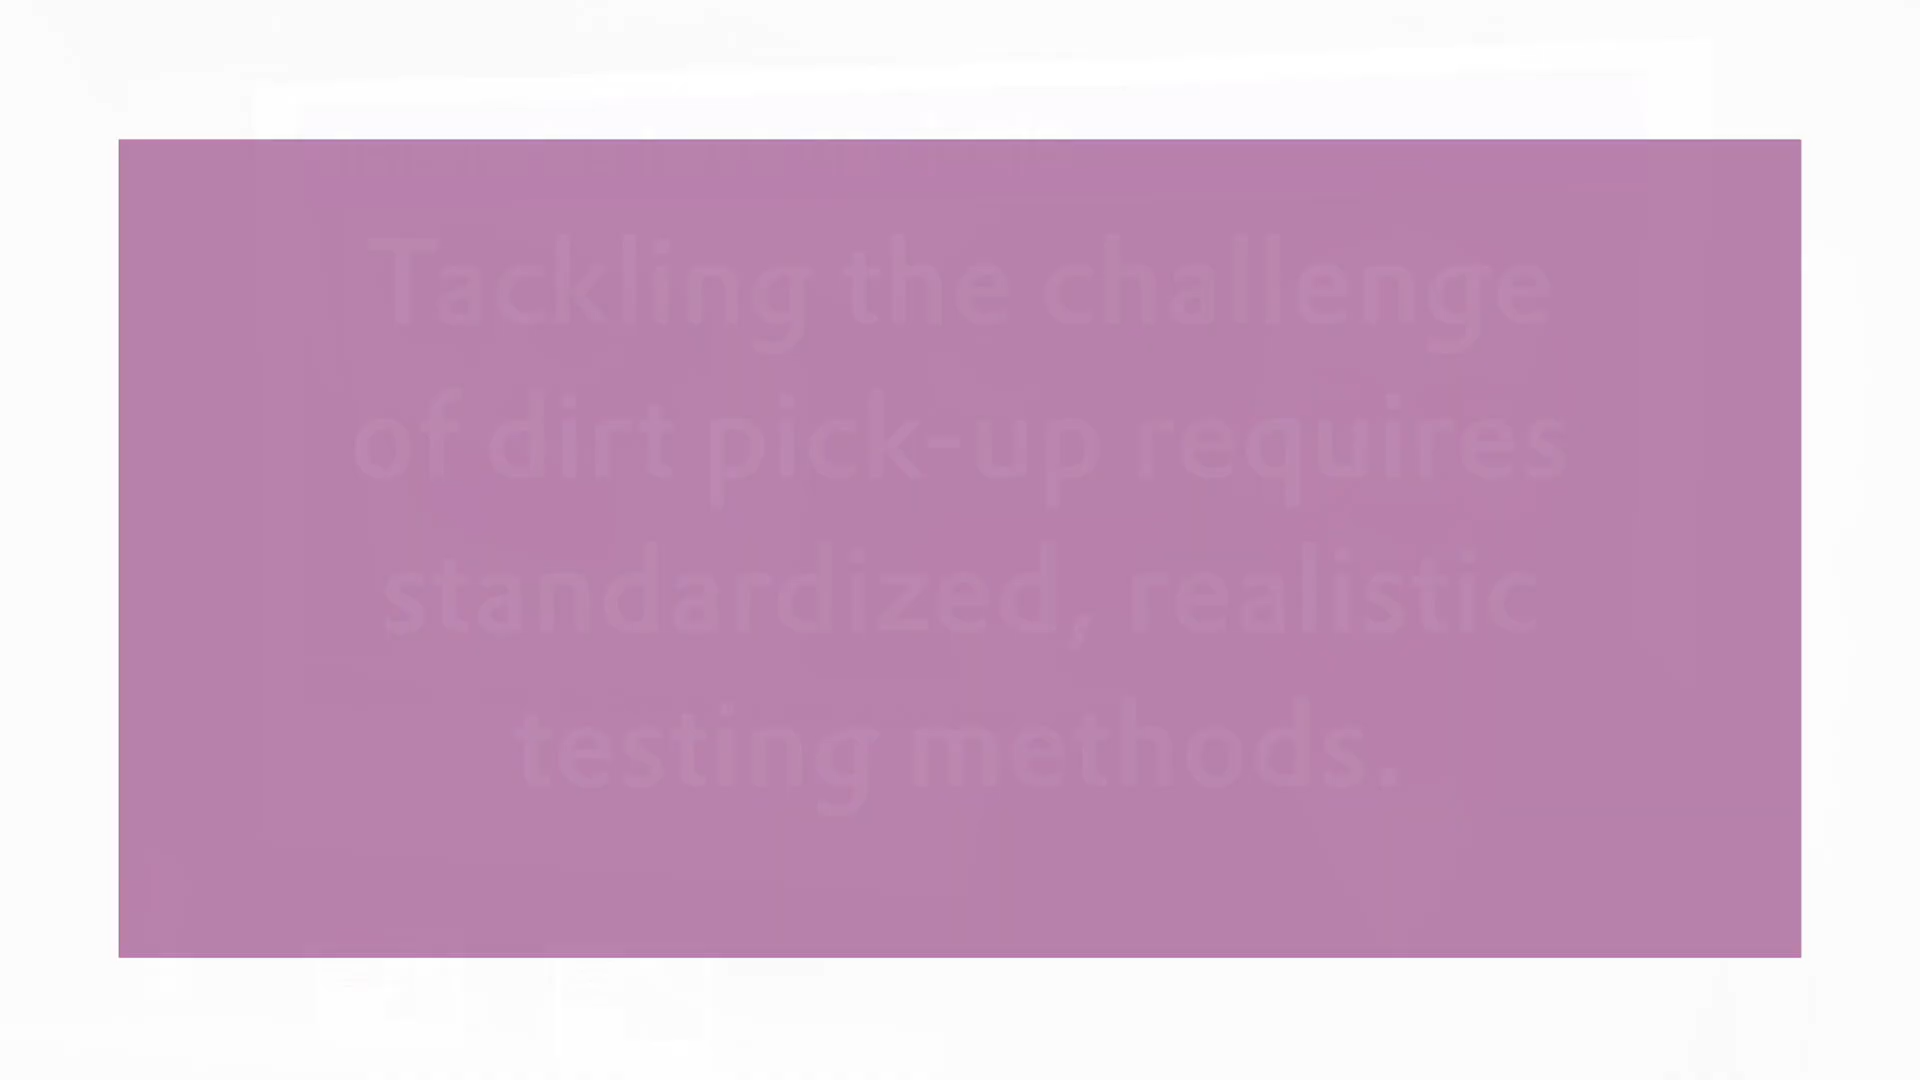 Tackling the challenge
of dirt pick-up requires
standardized, realistic
testing methods.